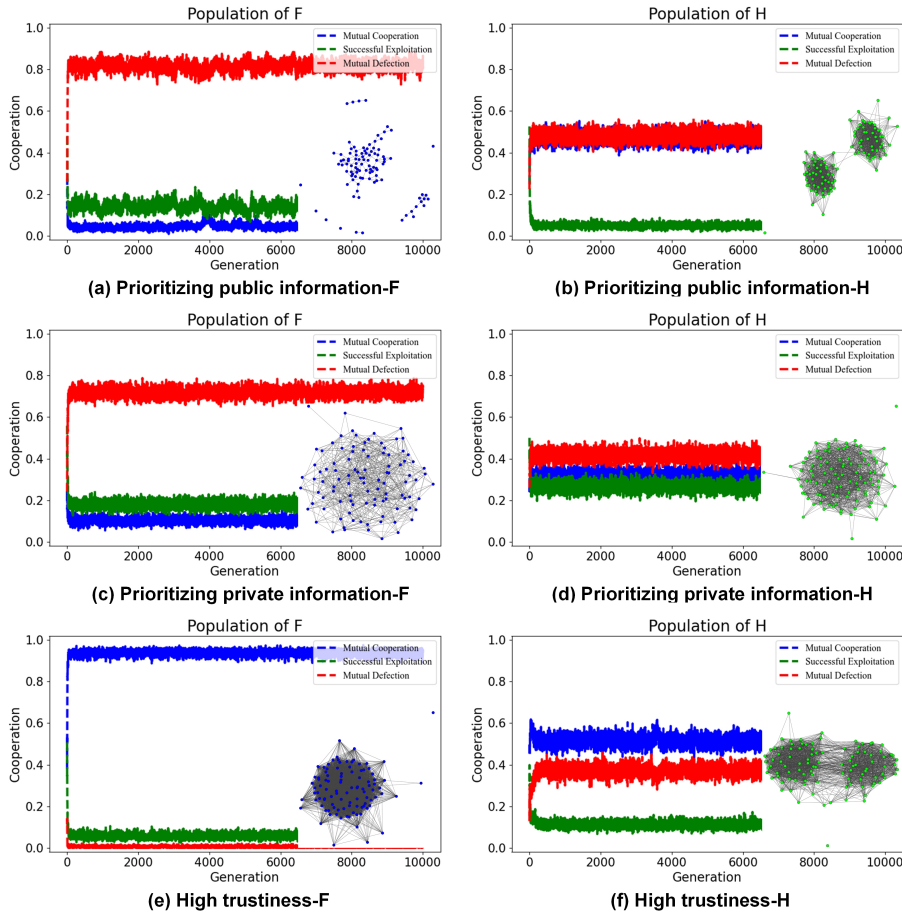 Population of F
Population of H
1.0
0.8
0.6
0.4
0.2
0.0
Cooperation
Mutual Cooperation
Successful Exploitation
Mutual Defection
0 2000 4000 6000 8000 10000
Generation
1.0
0.8
0.6
0.4
0.2
0.0
Cooperation
Mutual Cooperation
Successful Exploitation
Mutual Defection
0 2000 4000 6000 8000 10000
Generation
(a) Prioritizing public information-F
(b) Prioritizing public information-H
Population of F
Population of H
1.0
0.8
0.6
0.4
0.2
0.0
Cooperation
Mutual Cooperation
Successful Exploitation
Mutual Defection
0 2000 4000 6000 8000 10000
Generation
1.0
0.8
0.6
0.4
0.2
0.0
Cooperation
Mutual Cooperation
Successful Exploitation
Mutual Defection
0 2000 4000 6000 8000 10000
Generation
(c) Prioritizing private information-F
(d) Prioritizing private information-H
Population of F
Population of H
1.0
0.8
0.6
0.4
0.2
0.0
Cooperation
Mutual Cooperation
Successful Exploitation
Mutual Defection
0 2000 4000 6000 8000 10000
Generation
1.0
0.8
0.6
0.4
0.2
0.0
Cooperation
Mutual Cooperation
Successful Exploitation
Mutual Defection
0 2000 4000 6000 8000 10000
Generation
(e) High trustiness-F
(f) High trustiness-H